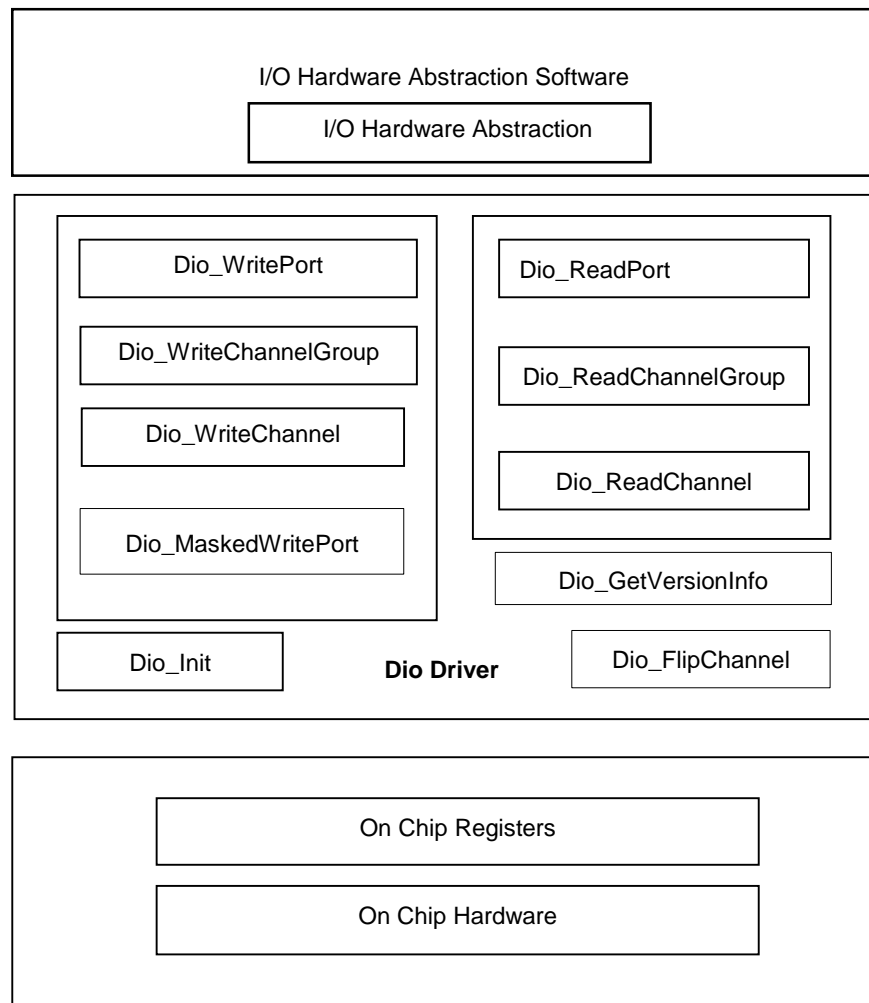 I/O Hardware Abstraction Software
I/O Hardware Abstraction
Dio_WritePort
Dio_WriteChannelGroup
Dio_WriteChannel
Dio_MaskedWritePort
Dio_ReadPort
Dio_ReadChannelGroup
Dio_ReadChannel
Dio_GetVersionInfo
Dio_Init
Dio Driver
Dio_FlipChannel
On Chip Registers
On Chip Hardware